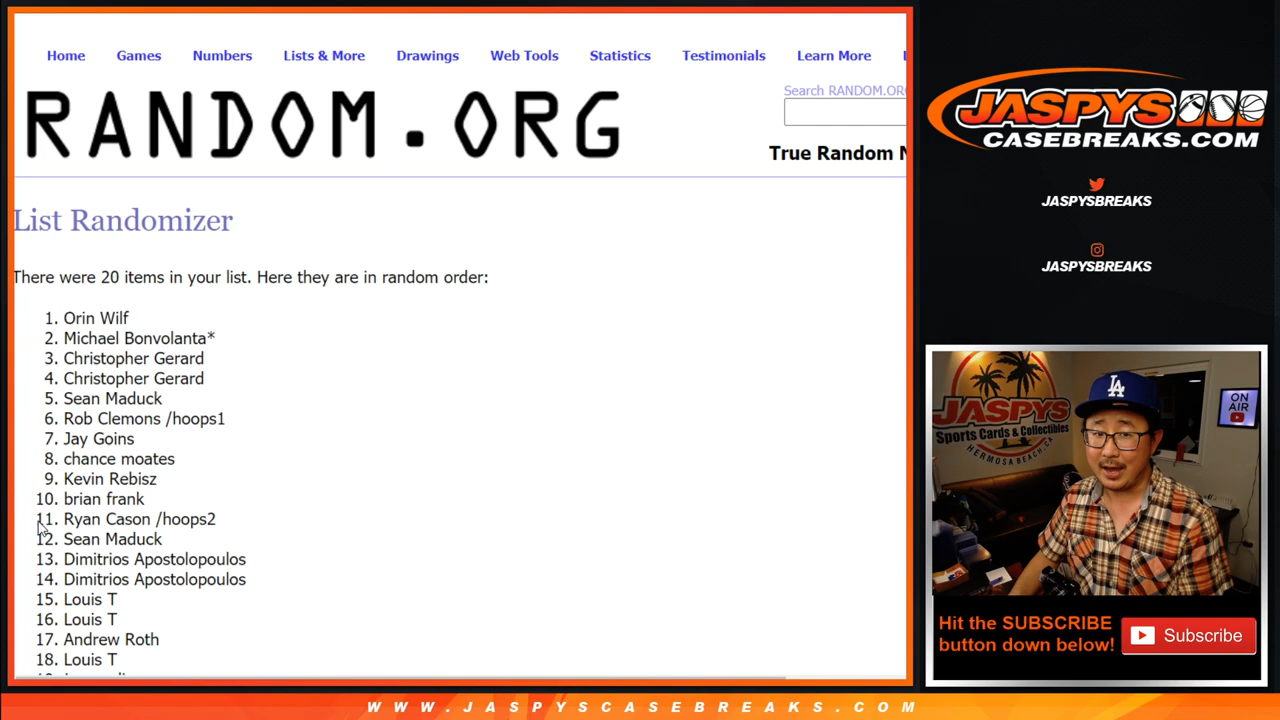 Home Games Numbers Lists & More Drawings Web Tools Statistics Testimonials Learn More
RANDOM.ORG
Search RANDOM.OR
True Random
List Randomizer
There were 20 items in your list. Here they are in random order:
1. Orin Wilf
2. Michael Bonvolanta*
3. Christopher Gerard
4. Christopher Gerard
5. Sean Maduck
6. Rob Clemons /hoops1
7. Jay Goins
8. chance moates
9. Kevin Rebisz
10. brian frank
11. Ryan Cason /hoops2
12. Sean Maduck
13. Dimitrios Apostolopoulos
14. Dimitrios Apostolopoulos
15. Louis T
16. Louis T
17. Andrew Roth
18. Louis T
JASPYS
CASEBREAKS.COM
JASPYSBREAKS
JASPYSBREAKS
JASPYS
Sports Cards & Collectibles
HERMOSA BEACH, CA
LA
ON
AIR
Hit the SUBSCRIBE
button down below!
Subscribe
WWW.JASPYSCASEBREAKS.COM